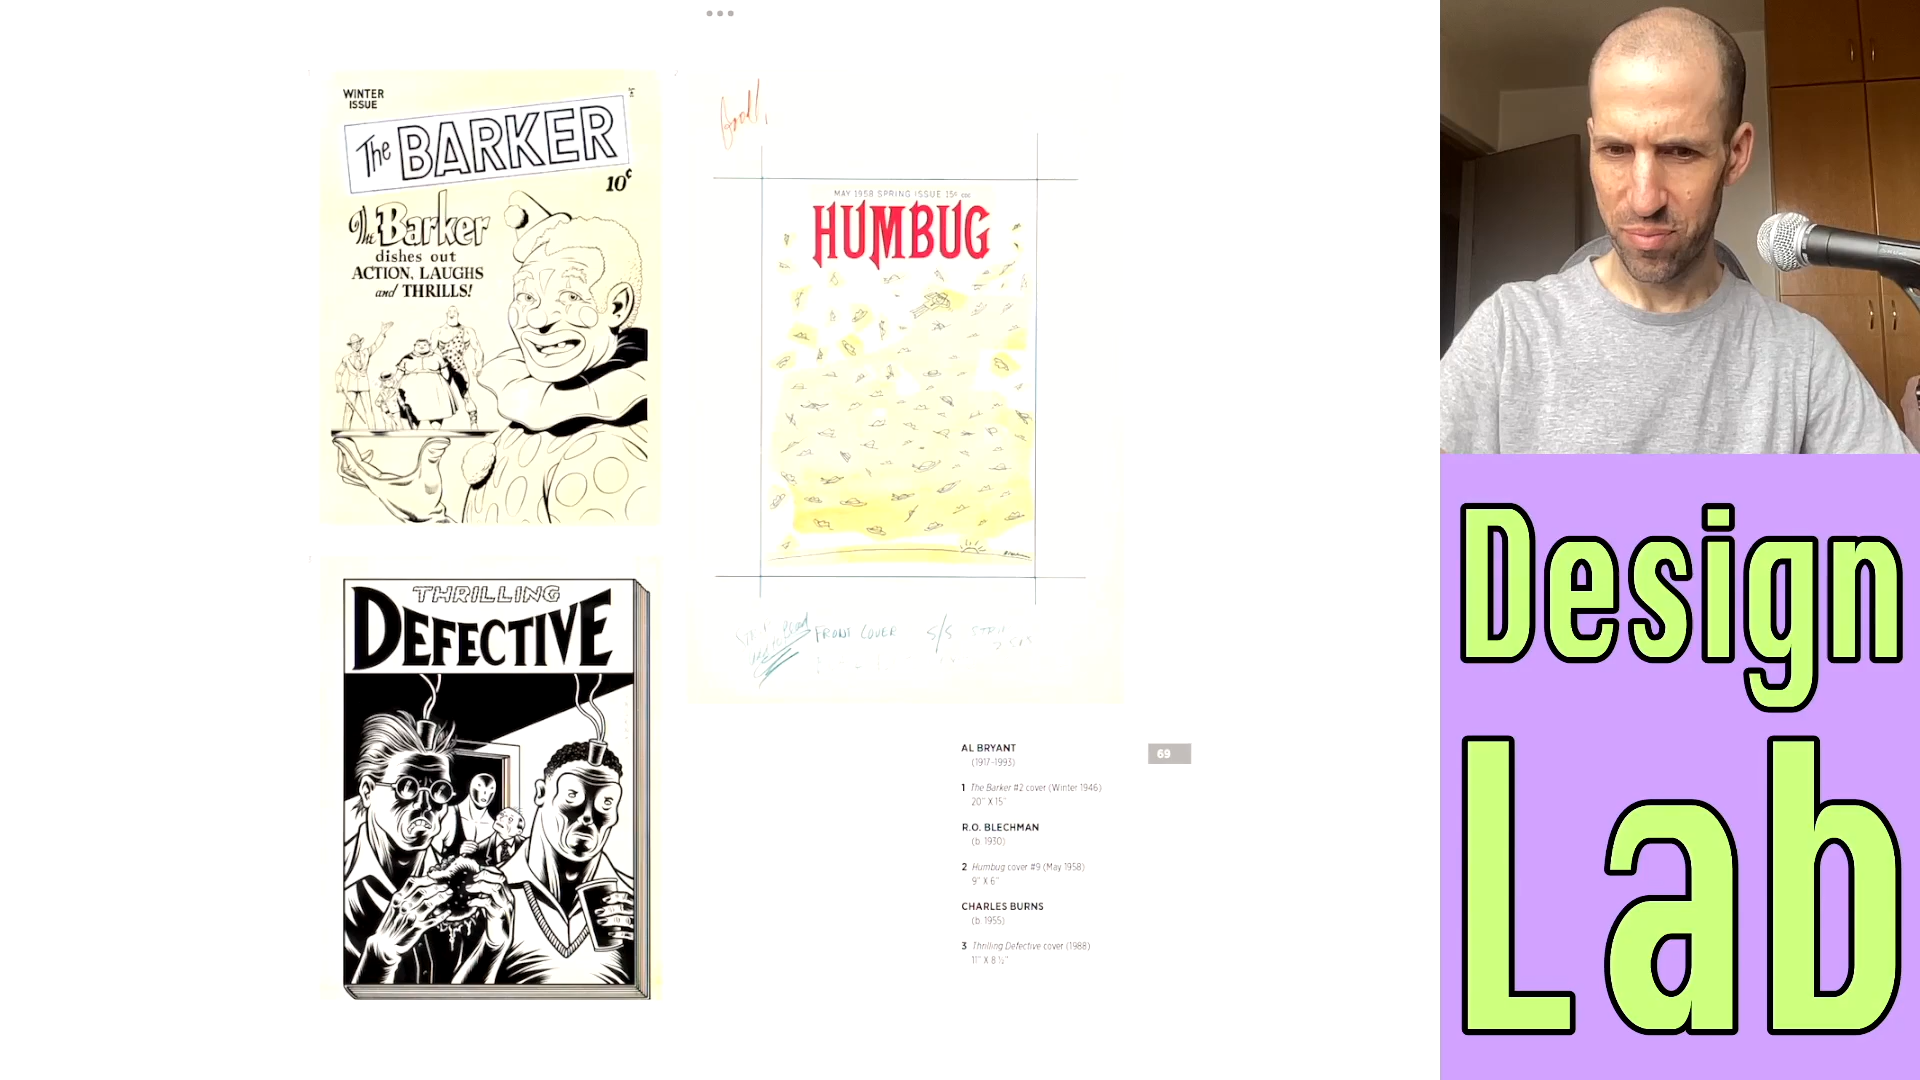 WINTER
ISSUE
The BARKER
10¢
The Barker
dishes out
ACTION, LAUGHS
and THRILLS!
Good!
MAY 1958 SPRING ISSUE 15¢
HUMBUG
FRONT COVER S/S
THRILLING
DEFECTIVE
AL BRYANT
(1917-1993)
1 The Barker #2 cover (Winter 1946)
20" X 15"
R.O. BLECHMAN
(b. 1930)
2 Humbug cover #9 (May 1958)
9" X 6"
CHARLES BURNS
(b. 1955)
3 Thrilling Defective cover (1988)
11" X 8 ½"
69
Design
Lab